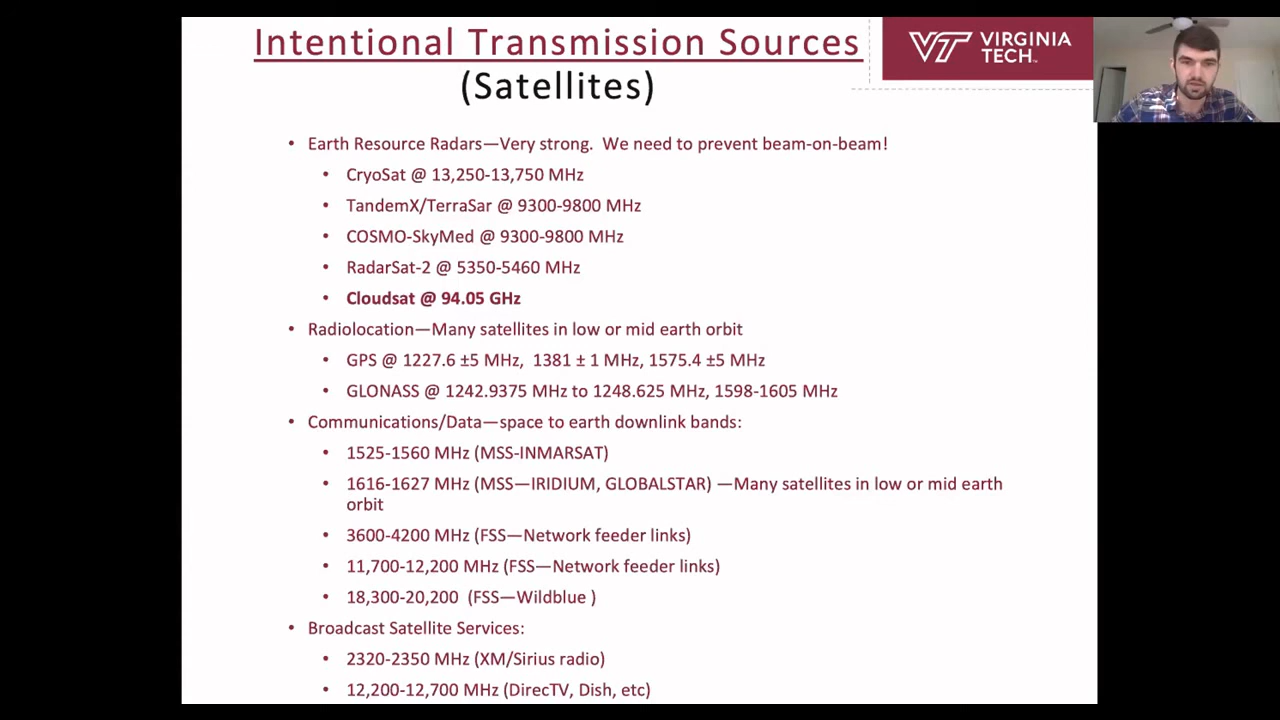 Intentional Transmission Sources
(Satellites)
VT VIRGINIA
TECH™
• Earth Resource Radars—Very strong.  We need to prevent beam-on-beam!
• CryoSat @ 13,250-13,750 MHz
• TandemX/TerraSar @ 9300-9800 MHz
• COSMO-SkyMed @ 9300-9800 MHz
• RadarSat-2 @ 5350-5460 MHz
• Cloudsat @ 94.05 GHz
• Radiolocation—Many satellites in low or mid earth orbit
• GPS @ 1227.6 ±5 MHz,  1381 ± 1 MHz, 1575.4 ±5 MHz
• GLONASS @ 1242.9375 MHz to 1248.625 MHz, 1598-1605 MHz
• Communications/Data—space to earth downlink bands:
• 1525-1560 MHz (MSS-INMARSAT)
• 1616-1627 MHz (MSS—IRIDIUM, GLOBALSTAR) —Many satellites in low or mid earth
orbit
• 3600-4200 MHz (FSS—Network feeder links)
• 11,700-12,200 MHz (FSS—Network feeder links)
• 18,300-20,200  (FSS—Wildblue )
• Broadcast Satellite Services:
• 2320-2350 MHz (XM/Sirius radio)
• 12,200-12,700 MHz (DirecTV, Dish, etc)